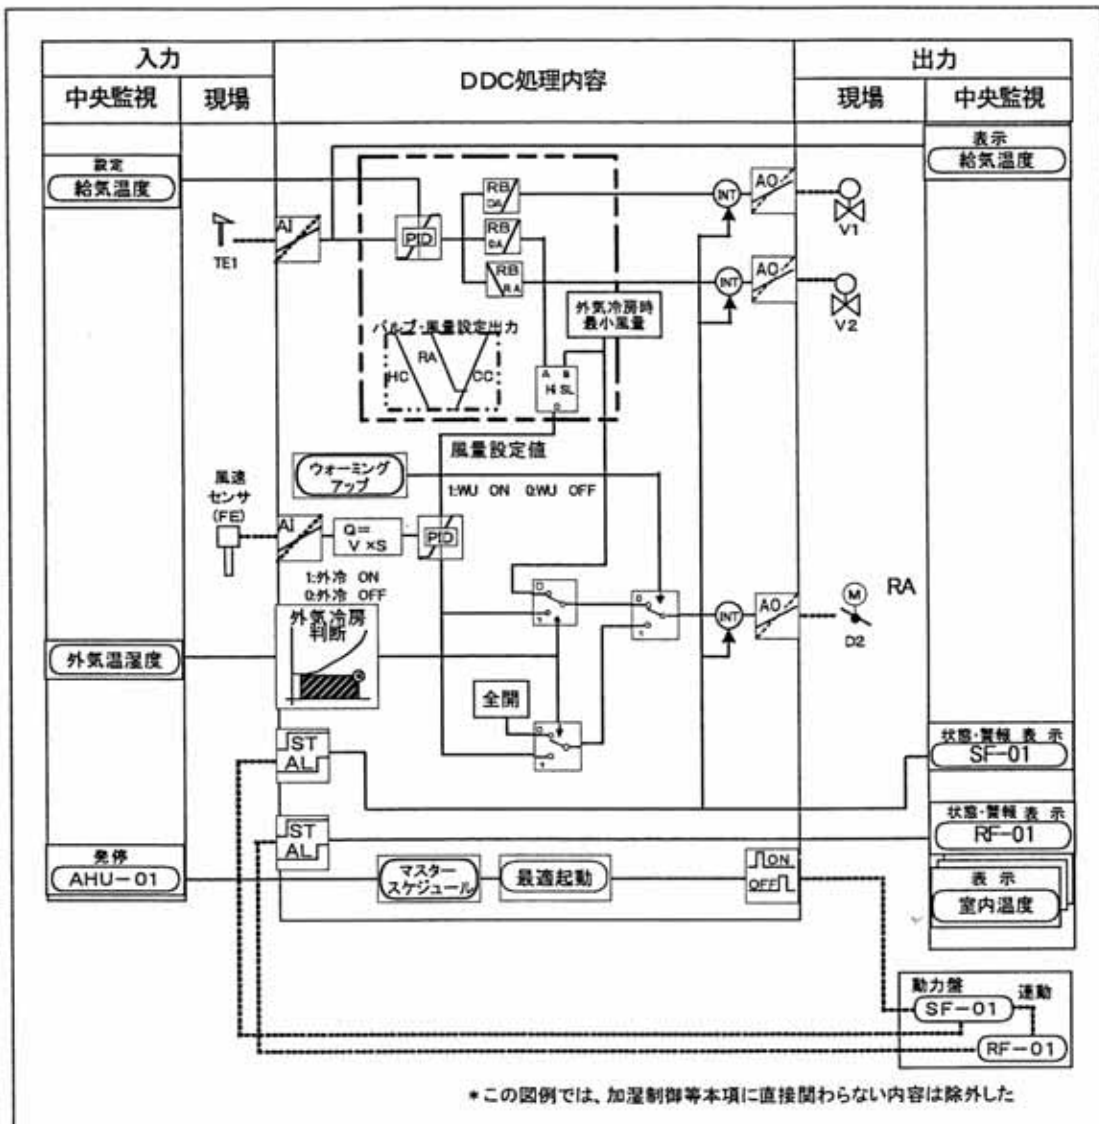 入力
DDC処理内容
出力
中央監視
現場
現場
中央監視
設定
給気温度
表示
給気温度
TE1
AI
PID
RB
DA
RB
DA
RB
RA
INT
AO
V1
INT
AO
V2
外気冷房時
最小風量
バルブ・風量設定出力
HC
RA
CC
A B
Hi SL
風量設定値
ウォーミング
アップ
1:WU ON 0:WU OFF
風速
センサ
(FE)
AI
Q=
V×S
PID
1:外冷 ON
0:外冷 OFF
外気冷房
判断
外気温湿度
0
1
0
1
INT
AO
M
D2
RA
全開
0
1
ST
AL
状態・警報 表示
SF-01
ST
AL
状態・警報 表示
RF-01
発停
AHU-01
マスター
スケジュール
最適起動
ON
OFF
表示
室内温度
動力盤
SF-01
連動
RF-01
*この図例では、加湿制御等本項に直接関わらない内容は除外した